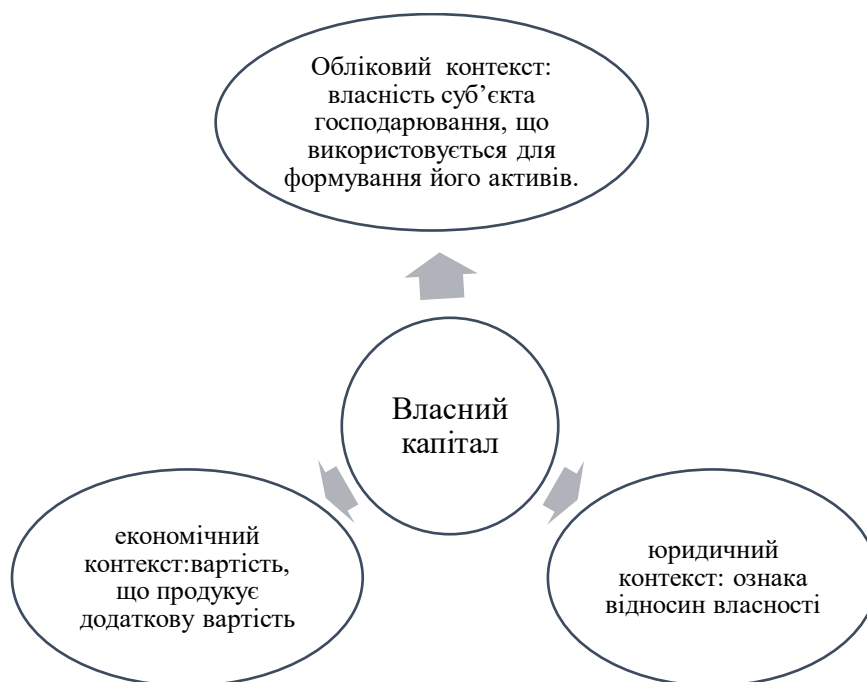 Обліковий контекст:
власність суб’єкта
господарювання, що
використовується для
формування його активів.
Власний
капітал
економічний
контекст:вартість,
що продукує
додаткову вартість
юридичний
контекст: ознака
відносин власності